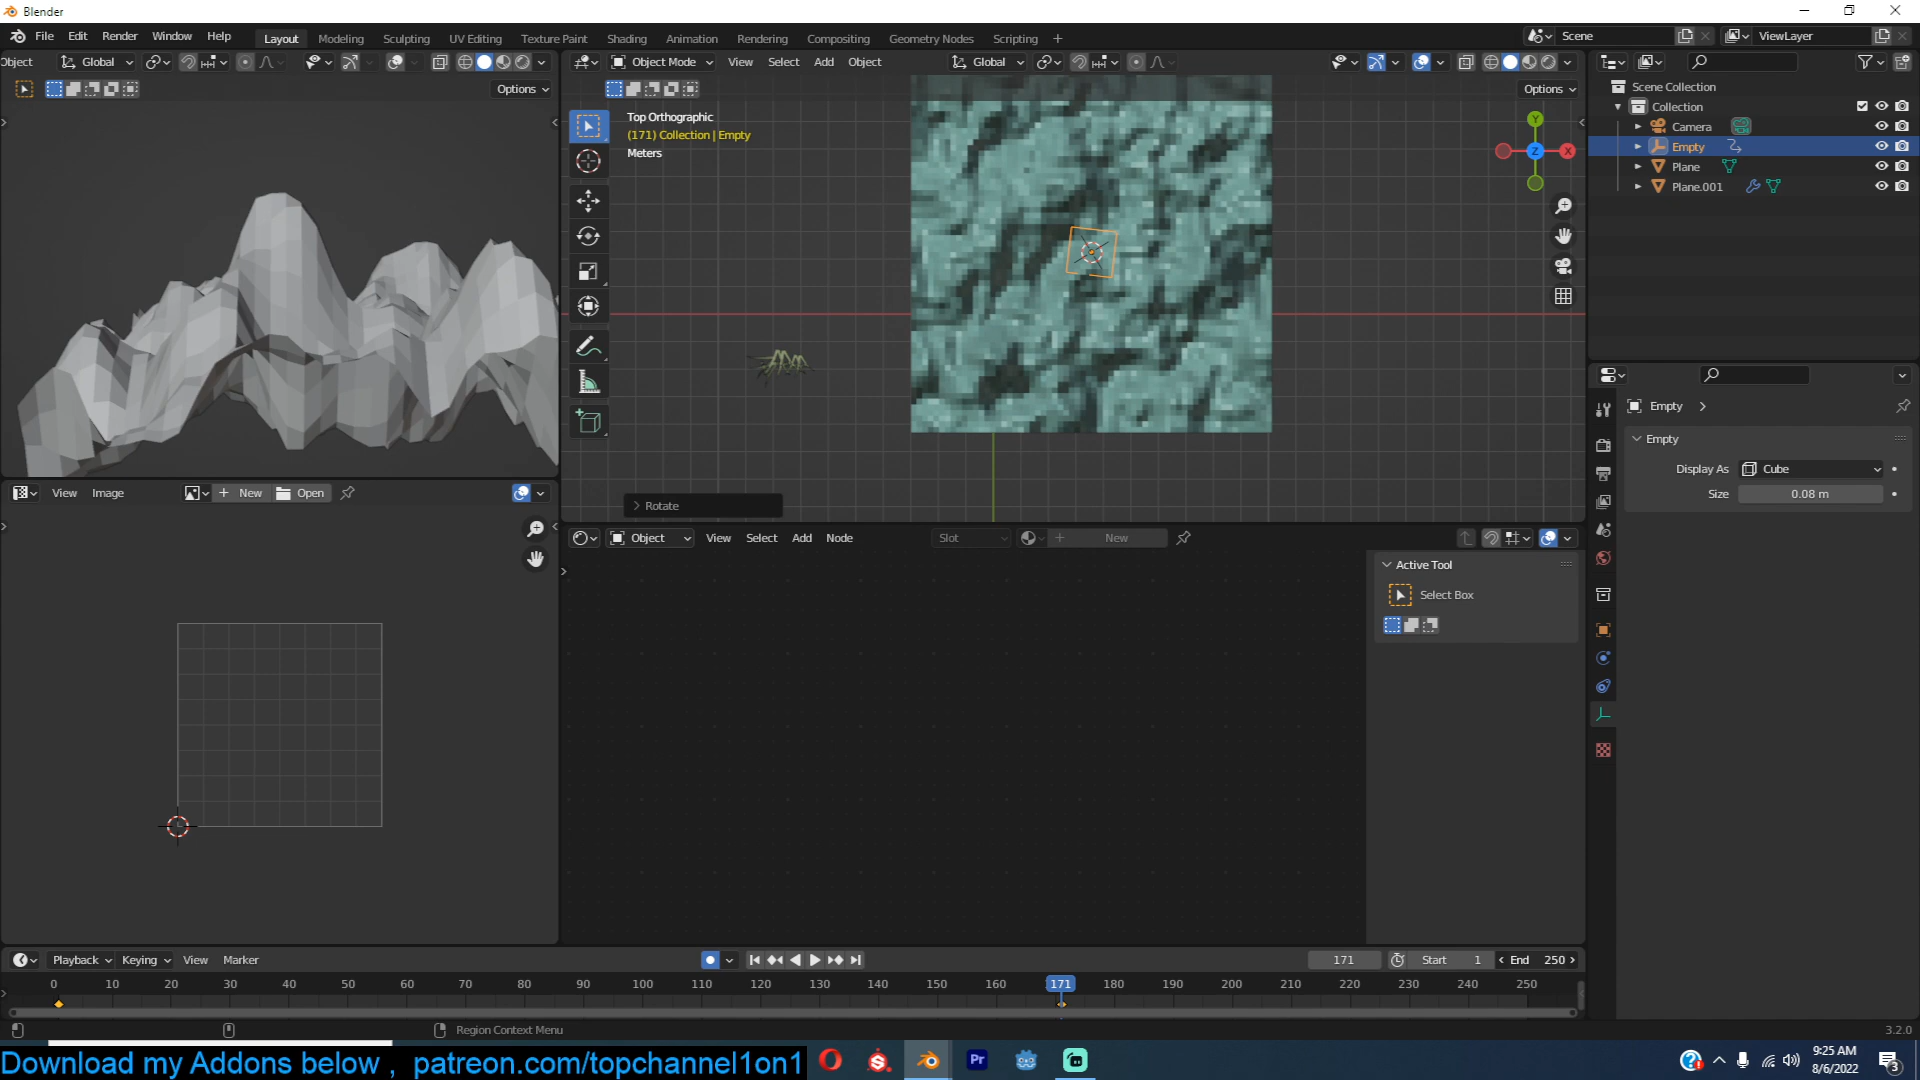 Blender
File Edit Render Window Help
Layout Modeling Sculpting UV Editing Texture Paint Shading Animation Rendering Compositing Geometry Nodes Scripting
Scene
ViewLayer
Object Global
Object Mode View Select Add Object Global
Options
Options
Top Orthographic
(171) Collection | Empty
Meters
Y
Z
X
Rotate
Scene Collection
Collection
Camera
Empty
Plane
Plane.001
Empty
Empty
Display As Cube
Size 0.08 m
View Image New Open
Object View Select Add Node Slot New
Active Tool
Select Box
Playback Keying View Marker
171 Start 1 End 250
0 10 20 30 40 50 60 70 80 90 100 110 120 130 140 150 160 171 180 190 200 210 220 230 240 250
Region Context Menu
3.2.0
Download my Addons below , patreon.com/topchannel1on1
Pr
9:25 AM
8/6/2022
3